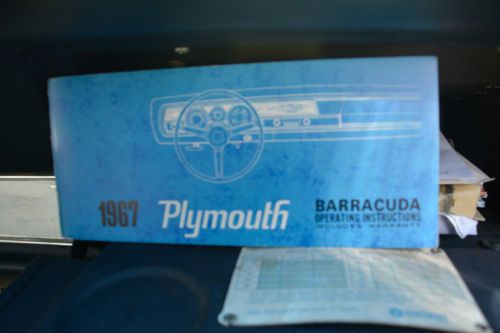 1967 Plymouth BARRACUDA
OPERATING INSTRUCTIONS
INCLUDES WARRANTY